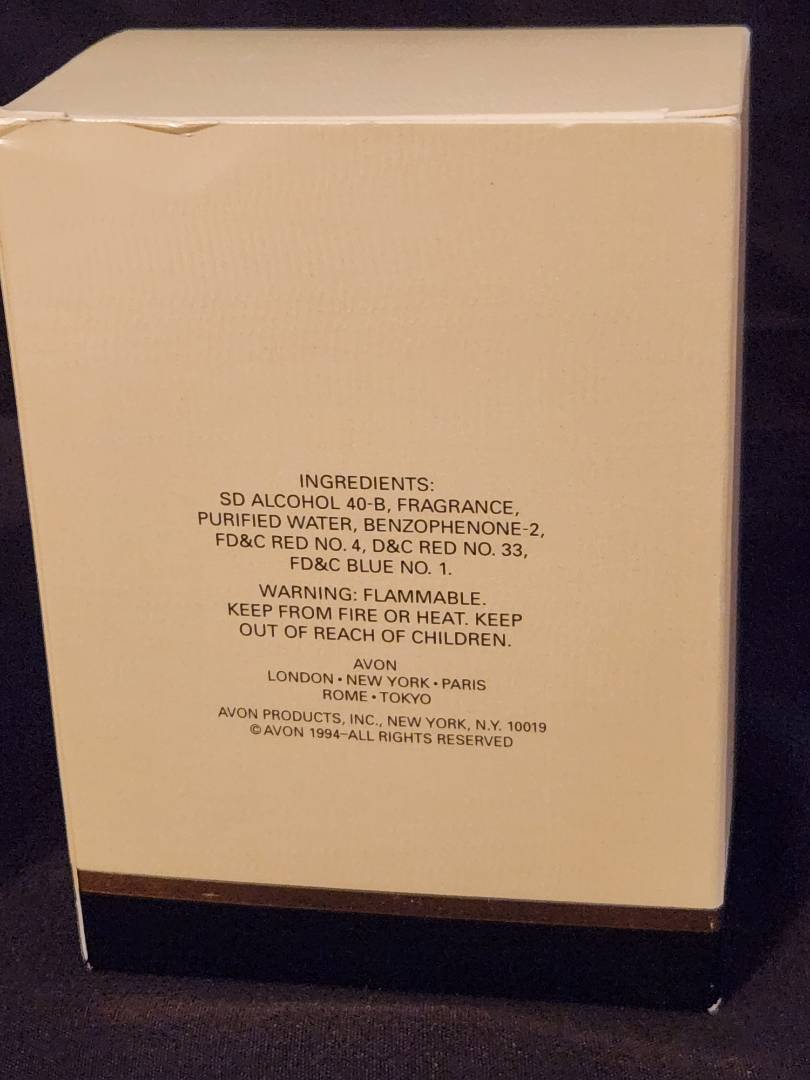 INGREDIENTS:
SD ALCOHOL 40-B, FRAGRANCE,
PURIFIED WATER, BENZOPHENONE-2,
FD&C RED NO. 4, D&C RED NO. 33,
FD&C BLUE NO. 1.
WARNING: FLAMMABLE.
KEEP FROM FIRE OR HEAT. KEEP
OUT OF REACH OF CHILDREN.
AVON
LONDON • NEW YORK • PARIS
ROME • TOKYO
AVON PRODUCTS, INC., NEW YORK, N.Y. 10019
© AVON 1994–ALL RIGHTS RESERVED